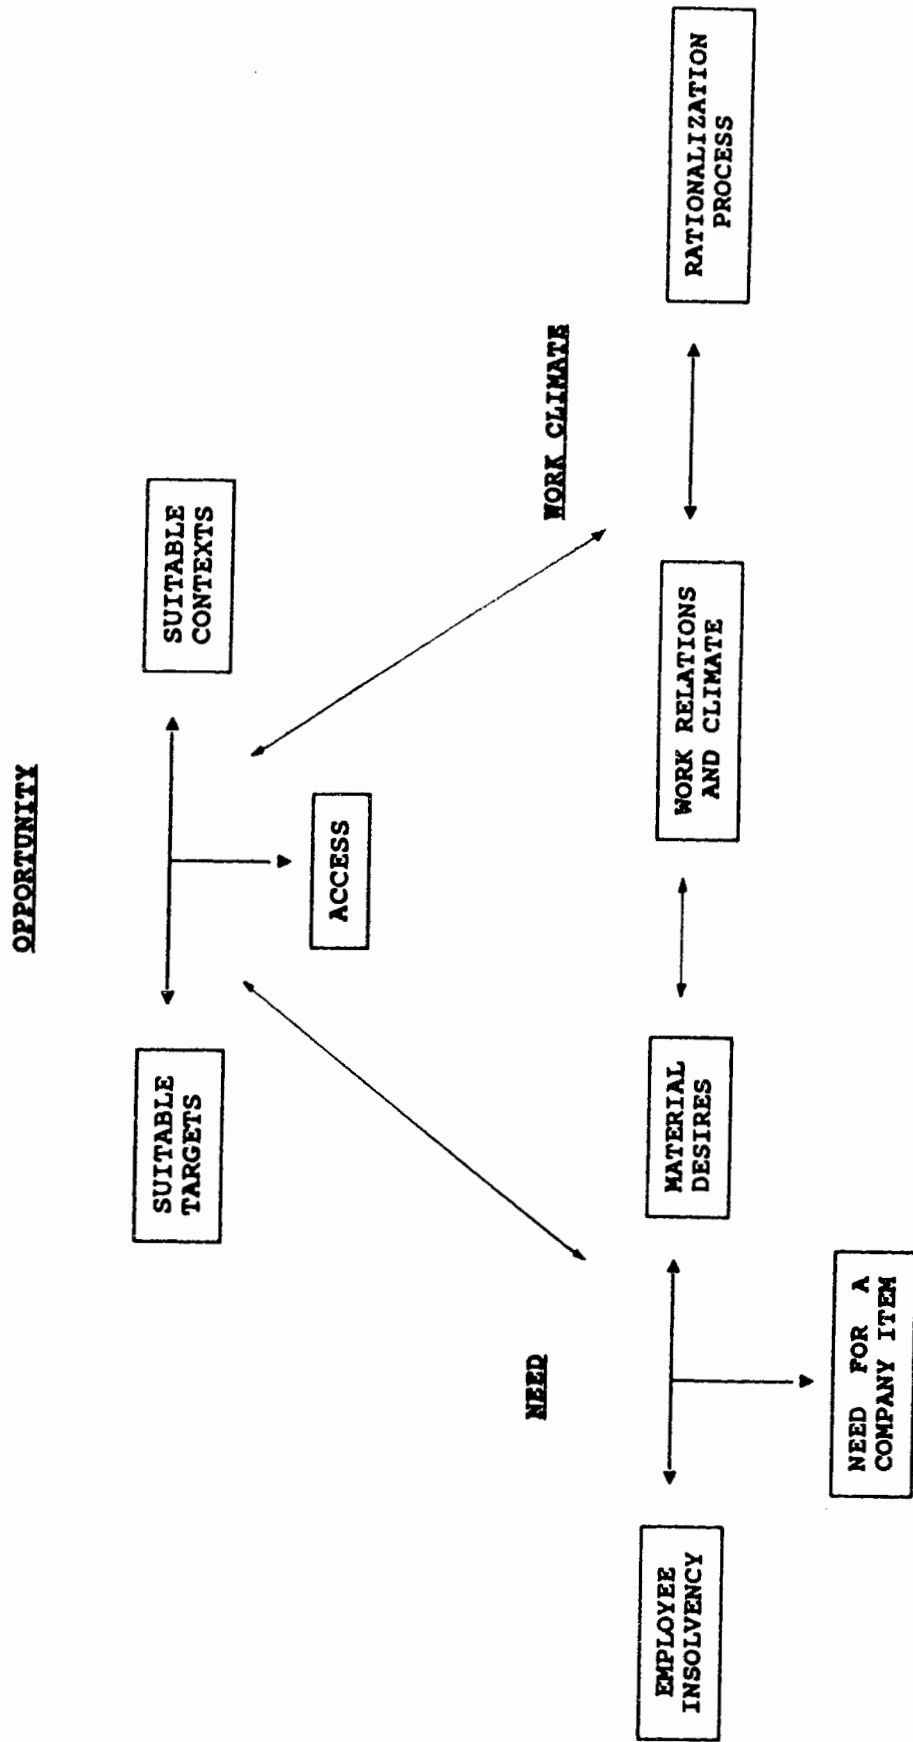 OPPORTUNITY
SUITABLE
TARGETS
SUITABLE
CONTEXTS
ACCESS
NEED
WORK CLIMATE
EMPLOYEE
INSOLVENCY
MATERIAL
DESIRES
WORK RELATIONS
AND CLIMATE
RATIONALIZATION
PROCESS
NEED FOR A
COMPANY ITEM